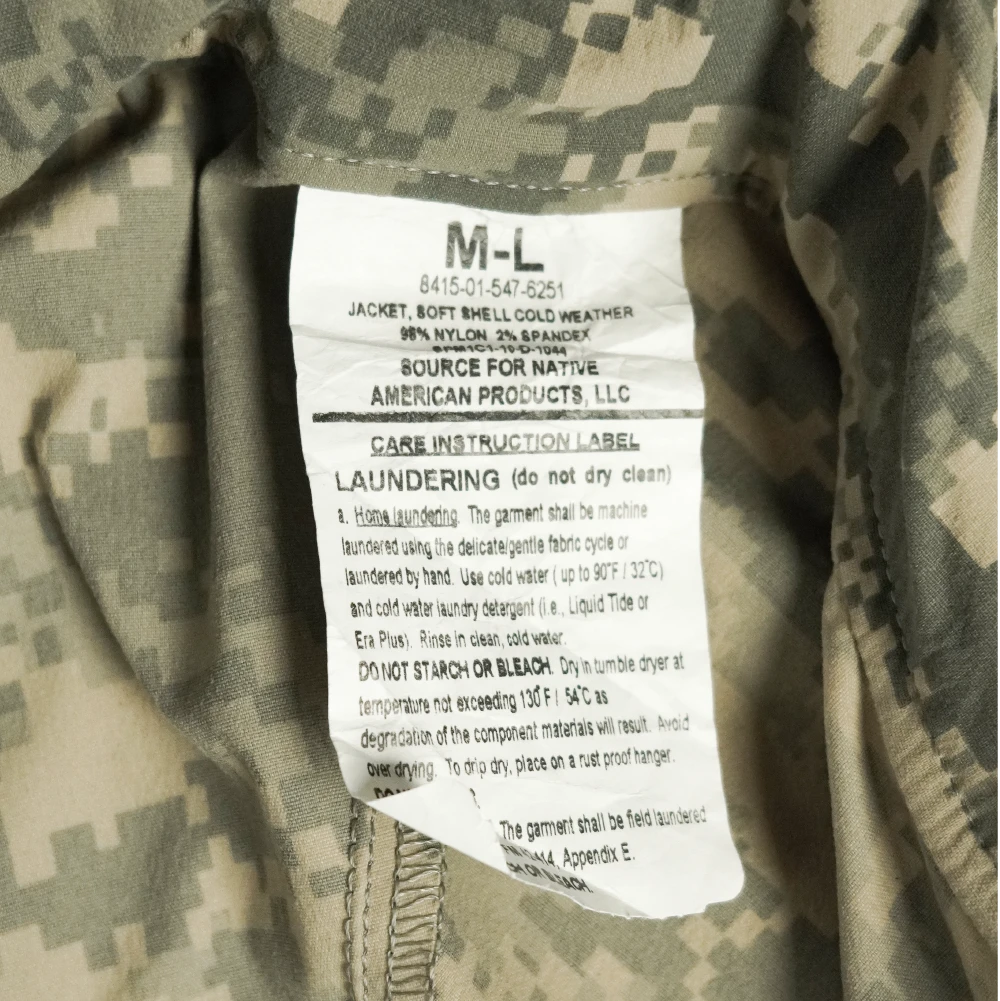 M-L
8415-01-547-6251
JACKET, SOFT SHELL COLD WEATHER
98% NYLON 2% SPANDEX
SPM1C1-10-D-1044
SOURCE FOR NATIVE
AMERICAN PRODUCTS, LLC
CARE INSTRUCTION LABEL
LAUNDERING (do not dry clean)
a. Home laundering. The garment shall be machine
laundered using the delicate/gentle fabric cycle or
laundered by hand. Use cold water ( up to 90°F / 32°C)
and cold water laundry detergent (i.e., Liquid Tide or
Era Plus). Rinse in clean, cold water.
DO NOT STARCH OR BLEACH. Dry in tumble dryer at
temperature not exceeding 130°F / 54°C as
degradation of the component materials will result. Avoid
over drying. To drip dry, place on a rust proof hanger.
The garment shall be field laundered
Appendix E.
OR BLEACH.